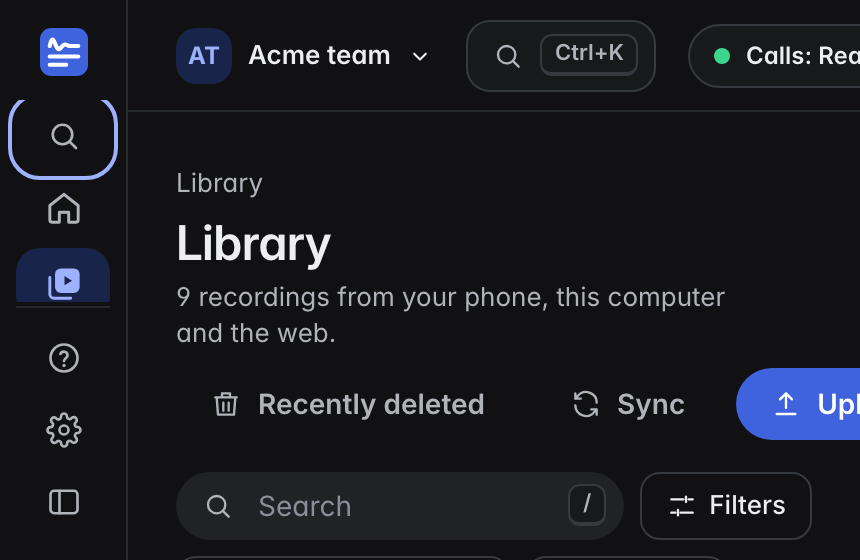 AT Acme team Ctrl+K Calls: Rea
Library
Library
9 recordings from your phone, this computer
and the web.
Recently deleted Sync Upl
Search / Filters